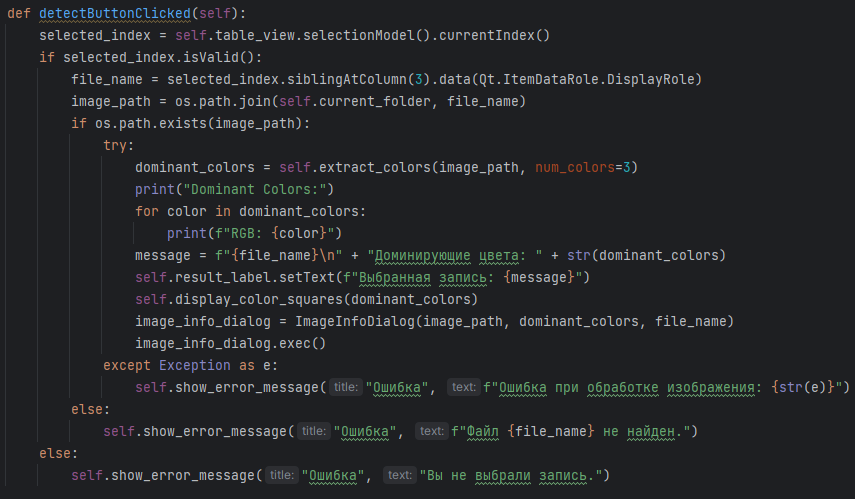 def detectButtonClicked(self):
    selected_index = self.table_view.selectionModel().currentIndex()
    if selected_index.isValid():
        file_name = selected_index.siblingAtColumn(3).data(Qt.ItemDataRole.DisplayRole)
        image_path = os.path.join(self.current_folder, file_name)
        if os.path.exists(image_path):
            try:
                dominant_colors = self.extract_colors(image_path, num_colors=3)
                print("Dominant Colors:")
                for color in dominant_colors:
                    print(f"RGB: {color}")
                message = f"{file_name}\n" + "Доминирующие цвета: " + str(dominant_colors)
                self.result_label.setText(f"Выбранная запись: {message}")
                self.display_color_squares(dominant_colors)
                image_info_dialog = ImageInfoDialog(image_path, dominant_colors, file_name)
                image_info_dialog.exec()
            except Exception as e:
                self.show_error_message( title: "Ошибка", text: f"Ошибка при обработке изображения: {str(e)}")
        else:
            self.show_error_message( title: "Ошибка", text: f"Файл {file_name} не найден.")
    else:
        self.show_error_message( title: "Ошибка", text: "Вы не выбрали запись.")